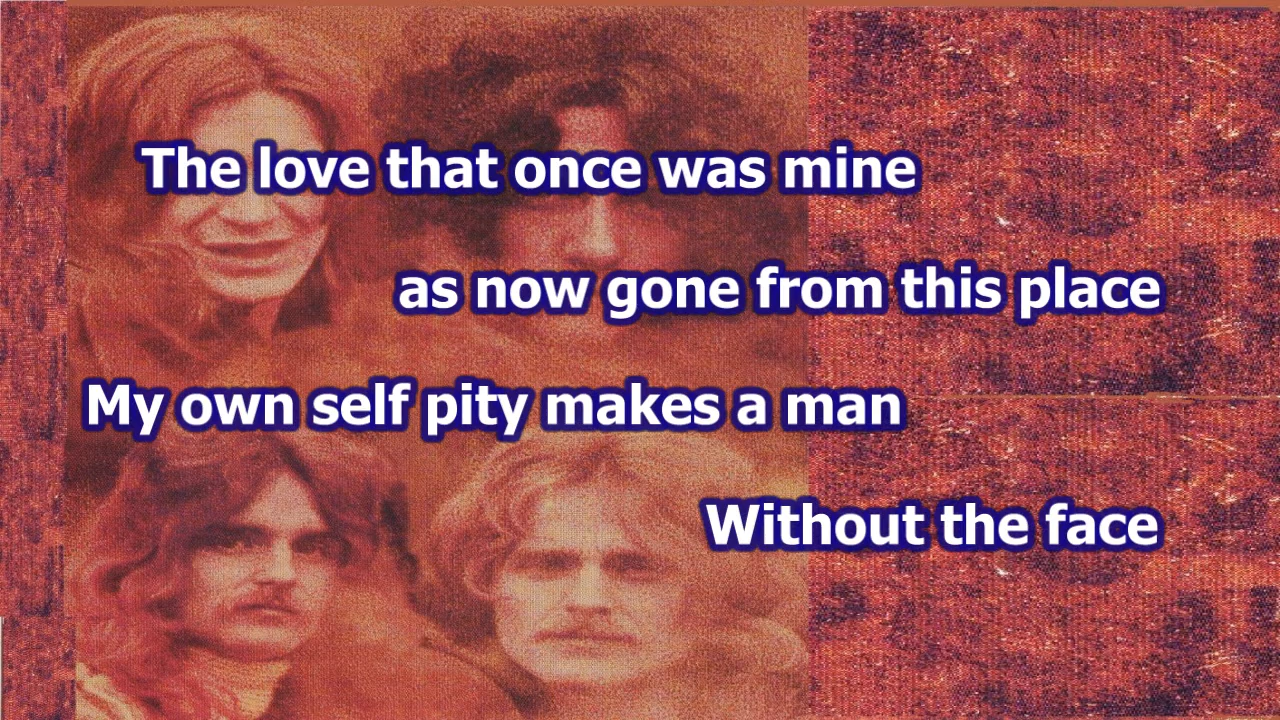 The love that once was mine
as now gone from this place
My own self pity makes a man
Without the face